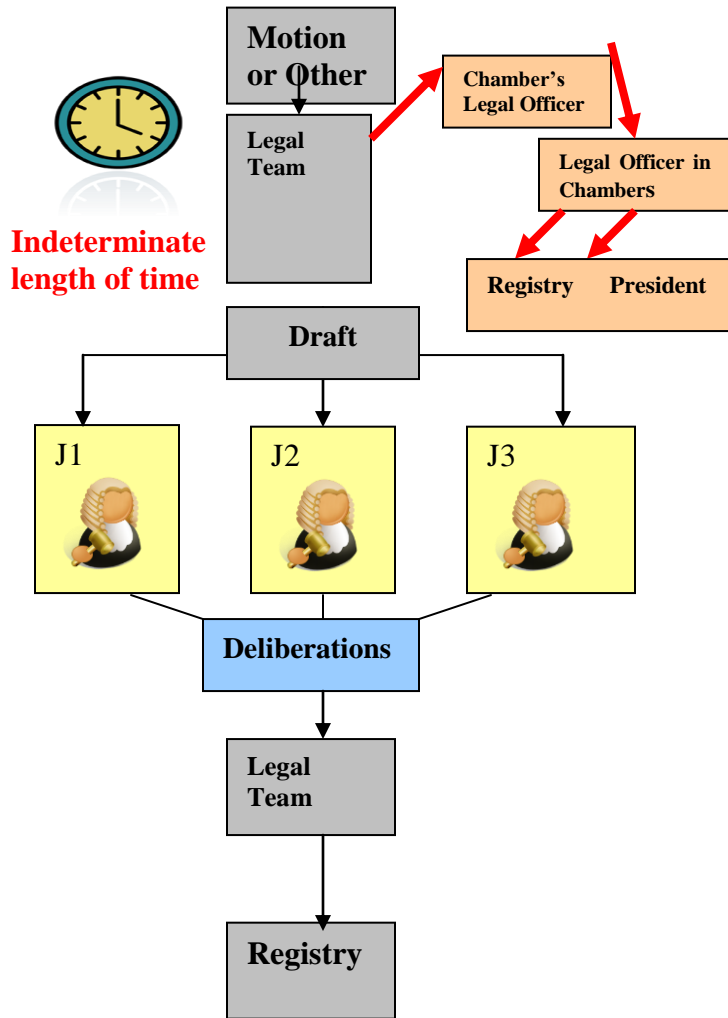 Motion
or Other
Chamber's
Legal Officer
Legal
Team
Legal Officer in
Chambers
Indeterminate
length of time
Registry President
Draft
J1 J2 J3
Deliberations
Legal
Team
Registry